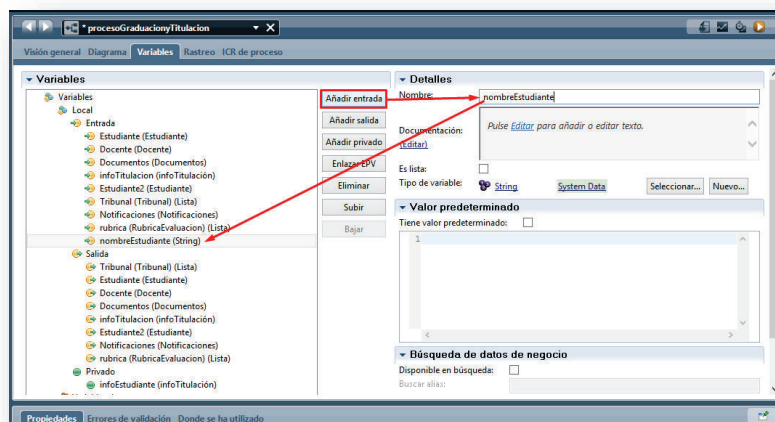 * procesoGraduacionyTitulacion
Visión general Diagrama Variables Rastreo ICR de proceso
Variables
Variables
Local
Entrada
Estudiante (Estudiante)
Docente (Docente)
Documentos (Documentos)
infoTitulacion (infoTitulación)
Estudiante2 (Estudiante)
Tribunal (Tribunal) (Lista)
Notificaciones (Notificaciones)
rubrica (RubricaEvaluacion) (Lista)
nombreEstudiante (String)
Salida
Tribunal (Tribunal) (Lista)
Estudiante (Estudiante)
Docente (Docente)
Documentos (Documentos)
infoTitulacion (infoTitulación)
Estudiante2 (Estudiante)
Notificaciones (Notificaciones)
rubrica (RubricaEvaluacion) (Lista)
Privado
infoEstudiante (infoTitulación)
Añadir entrada
Añadir salida
Añadir privado
Enlazar EPV
Eliminar
Subir
Bajar
Detalles
Nombre: nombreEstudiante
Documentación:
(Editar)
Pulse Editar para añadir o editar texto.
Es lista:
Tipo de variable: String System Data Seleccionar... Nuevo...
Valor predeterminado
Tiene valor predeterminado:
1
Búsqueda de datos de negocio
Disponible en búsqueda:
Buscar alias:
Propiedades Errores de validación Donde se ha utilizado